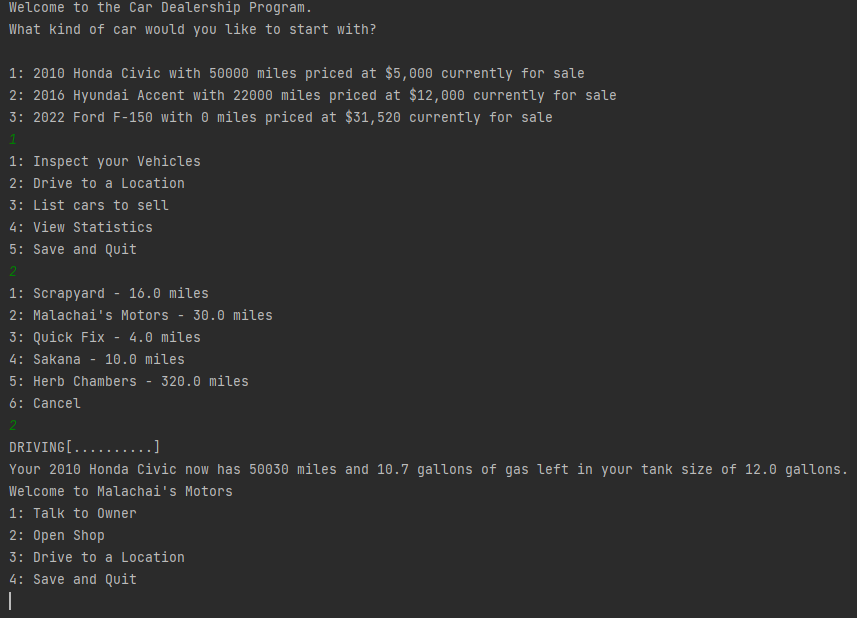 Welcome to the Car Dealership Program.
What kind of car would you like to start with?
1: 2010 Honda Civic with 50000 miles priced at $5,000 currently for sale
2: 2016 Hyundai Accent with 22000 miles priced at $12,000 currently for sale
3: 2022 Ford F-150 with 0 miles priced at $31,520 currently for sale
1
1: Inspect your Vehicles
2: Drive to a Location
3: List cars to sell
4: View Statistics
5: Save and Quit
2
1: Scrapyard - 16.0 miles
2: Malachai's Motors - 30.0 miles
3: Quick Fix - 4.0 miles
4: Sakana - 10.0 miles
5: Herb Chambers - 320.0 miles
6: Cancel
2
DRIVING[..........]
Your 2010 Honda Civic now has 50030 miles and 10.7 gallons of gas left in your tank size of 12.0 gallons.
Welcome to Malachai's Motors
1: Talk to Owner
2: Open Shop
3: Drive to a Location
4: Save and Quit